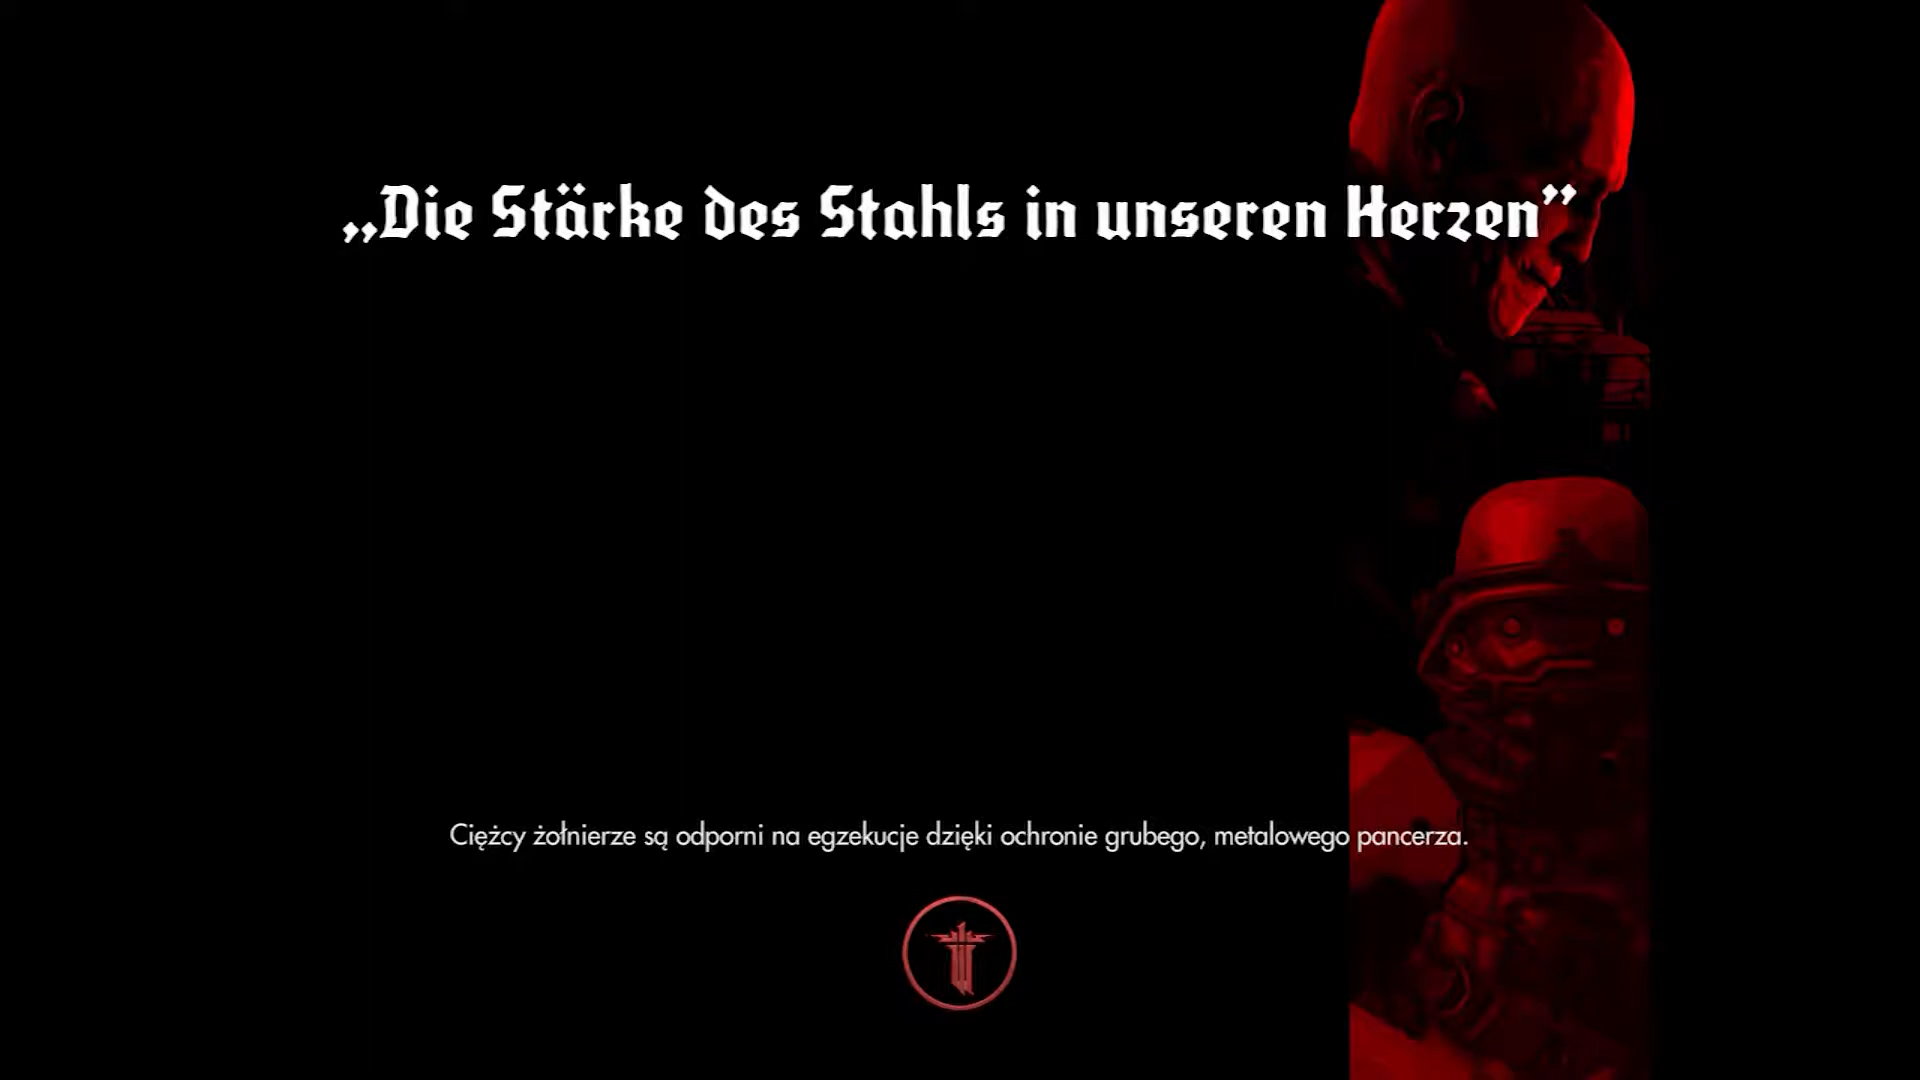 „Die Stärke des Stahls in unseren Herzen”
Ciężcy żołnierze są odporni na egzekucje dzięki ochronie grubego, metalowego pancerza.